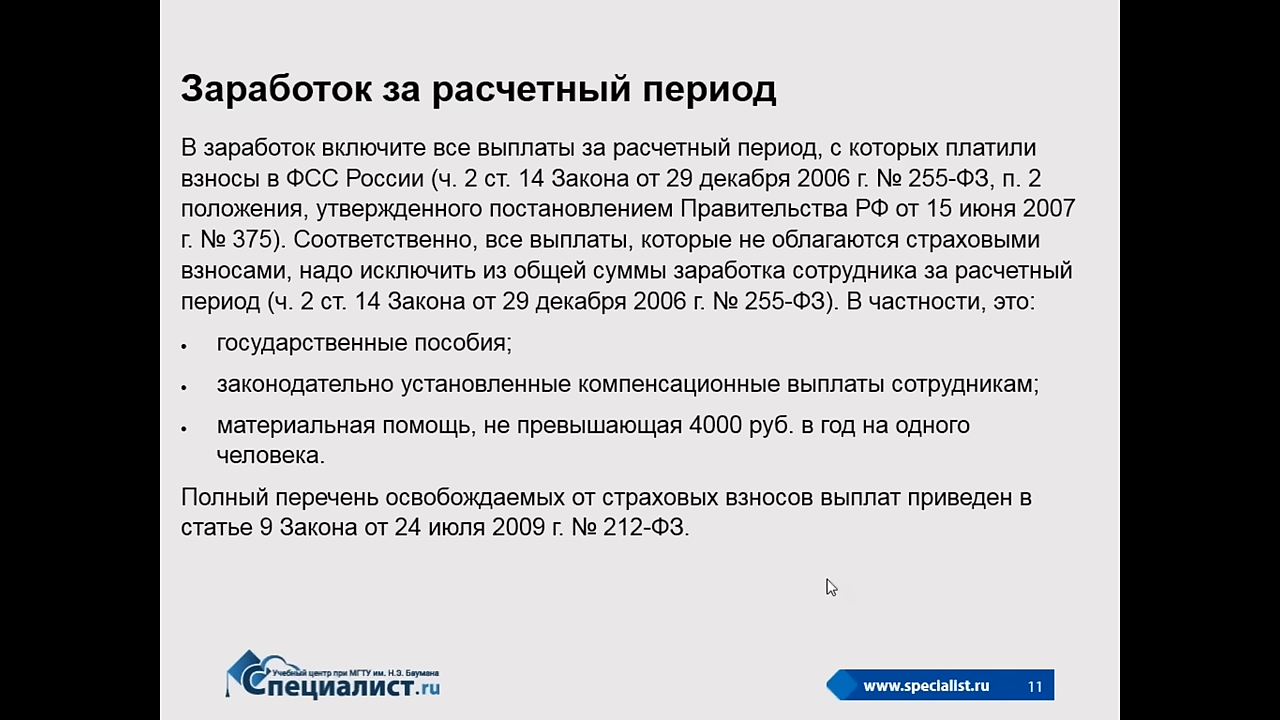 Заработок за расчетный период
В заработок включите все выплаты за расчетный период, с которых платили
взносы в ФСС России (ч. 2 ст. 14 Закона от 29 декабря 2006 г. № 255-ФЗ, п. 2
положения, утвержденного постановлением Правительства РФ от 15 июня 2007
г. № 375). Соответственно, все выплаты, которые не облагаются страховыми
взносами, надо исключить из общей суммы заработка сотрудника за расчетный
период (ч. 2 ст. 14 Закона от 29 декабря 2006 г. № 255-ФЗ). В частности, это:
• государственные пособия;
• законодательно установленные компенсационные выплаты сотрудникам;
• материальная помощь, не превышающая 4000 руб. в год на одного
человека.
Полный перечень освобождаемых от страховых взносов выплат приведен в
статье 9 Закона от 24 июля 2009 г. № 212-ФЗ.
Учебный центр при МГТУ им. Н.Э. Баумана
Специалист.ru
www.specialist.ru 11